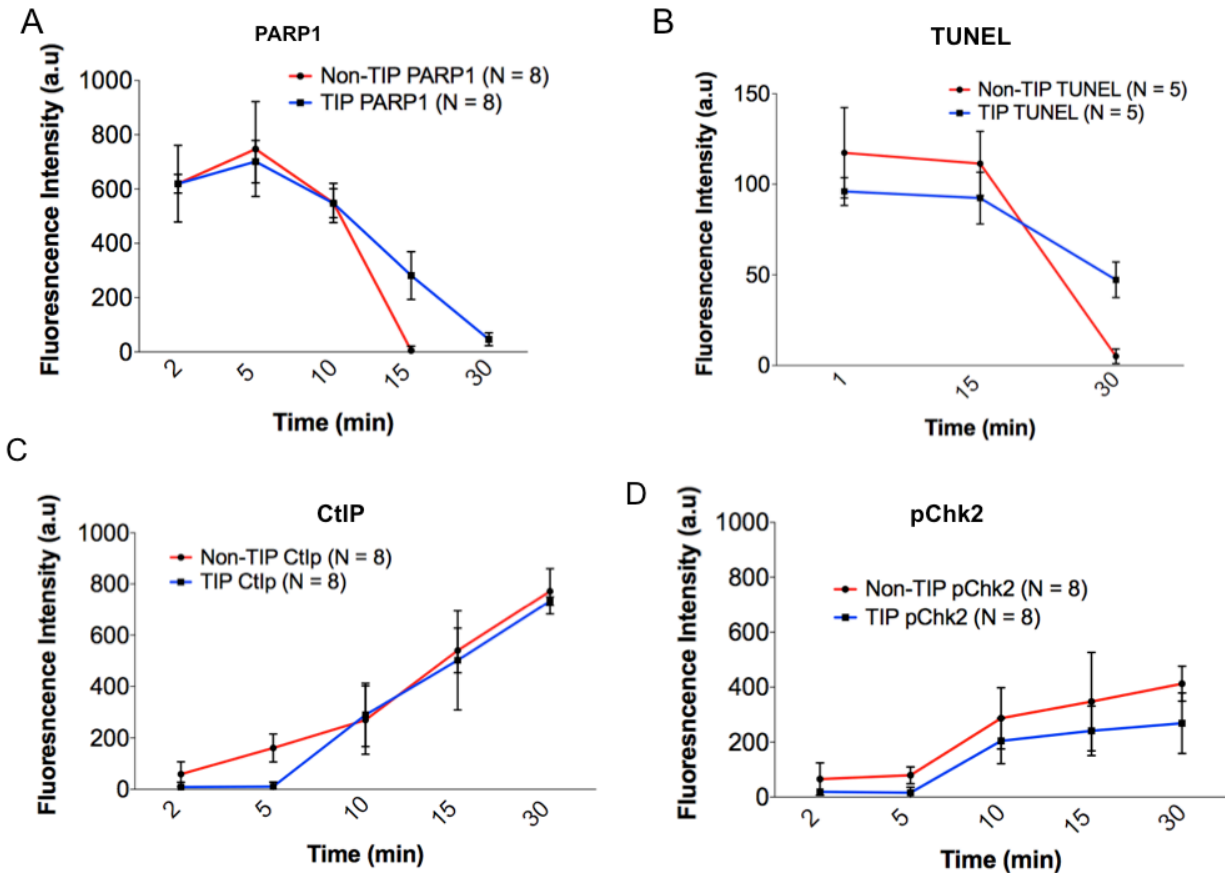 A
PARP1
Fluoresncence Intensity (a.u)
1000
800
600
400
200
0
Non-TIP PARP1 (N = 8)
TIP PARP1 (N = 8)
2
5
10
15
30
Time (min)
B
TUNEL
Fluoresncence Intensity (a.u)
150
100
50
0
Non-TIP TUNEL (N = 5)
TIP TUNEL (N = 5)
1
15
30
Time (min)
C
CtIP
Fluoresncence Intensity (a.u)
1000
800
600
400
200
0
Non-TIP CtIp (N = 8)
TIP CtIp (N = 8)
2
5
10
15
30
Time (min)
D
pChk2
Fluoresncence Intensity (a.u)
1000
800
600
400
200
0
Non-TIP pChk2 (N = 8)
TIP pChk2 (N = 8)
2
5
10
15
30
Time (min)